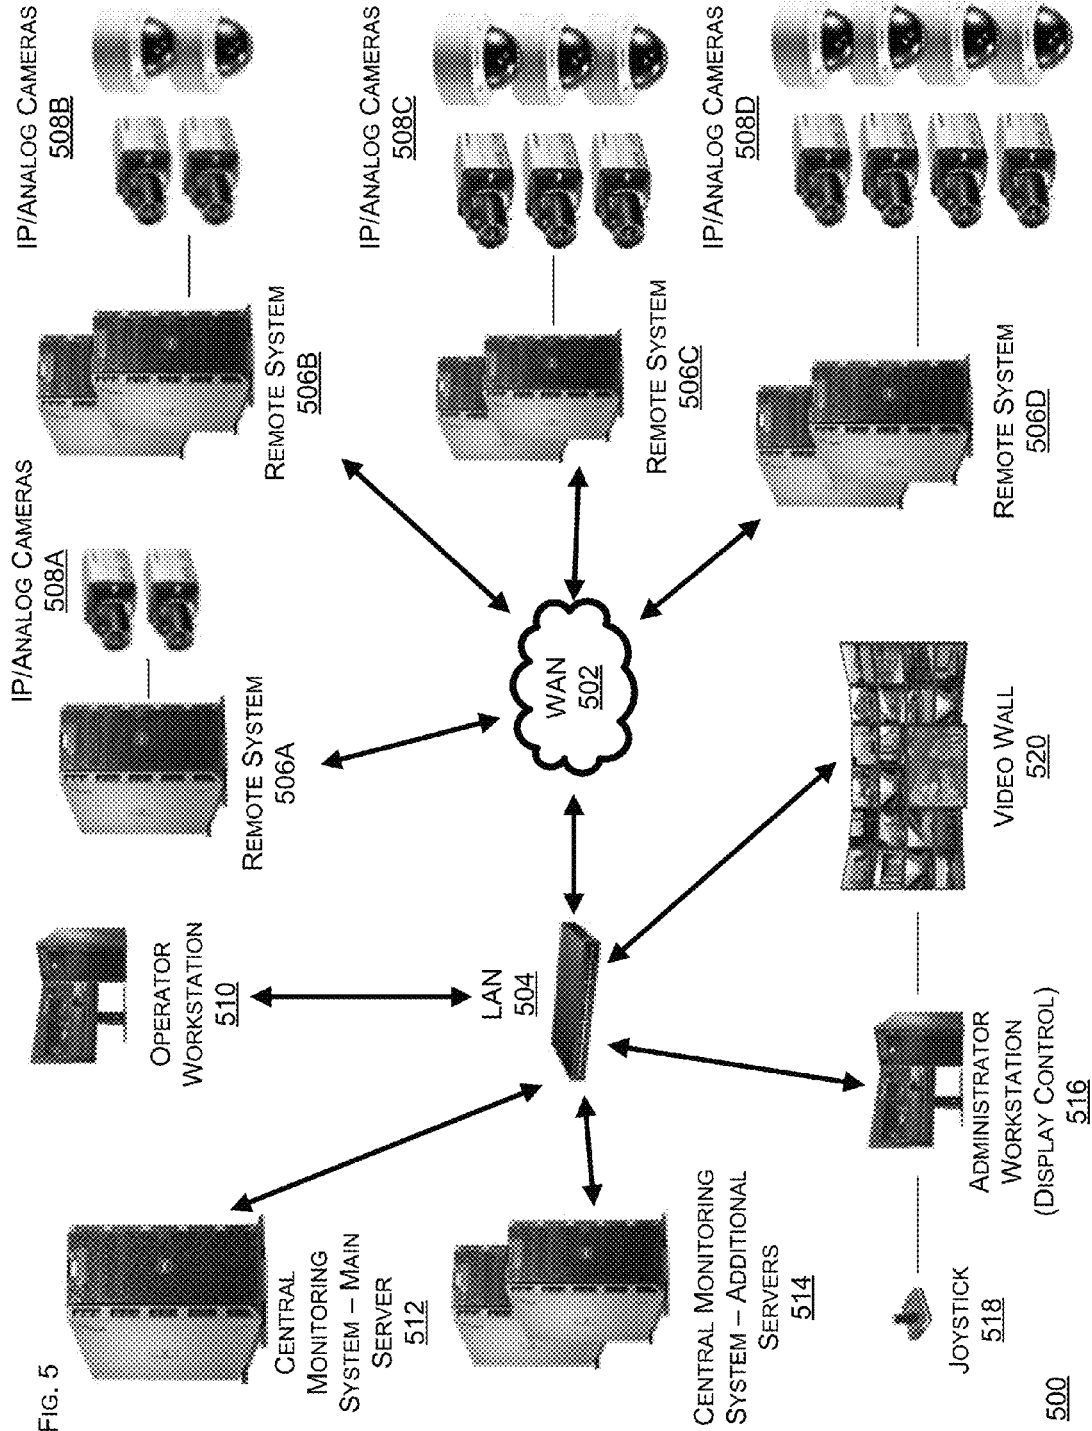 FIG. 5
CENTRAL
MONITORING
SYSTEM – MAIN
SERVER
512
OPERATOR
WORKSTATION
510
REMOTE SYSTEM
506A
IP/ANALOG CAMERAS
508A
REMOTE SYSTEM
506B
IP/ANALOG CAMERAS
508B
CENTRAL MONITORING
SYSTEM – ADDITIONAL
SERVERS
514
LAN
504
WAN
502
REMOTE SYSTEM
506C
IP/ANALOG CAMERAS
508C
JOYSTICK
518
ADMINISTRATOR
WORKSTATION
(DISPLAY CONTROL)
516
VIDEO WALL
520
REMOTE SYSTEM
506D
IP/ANALOG CAMERAS
508D
500